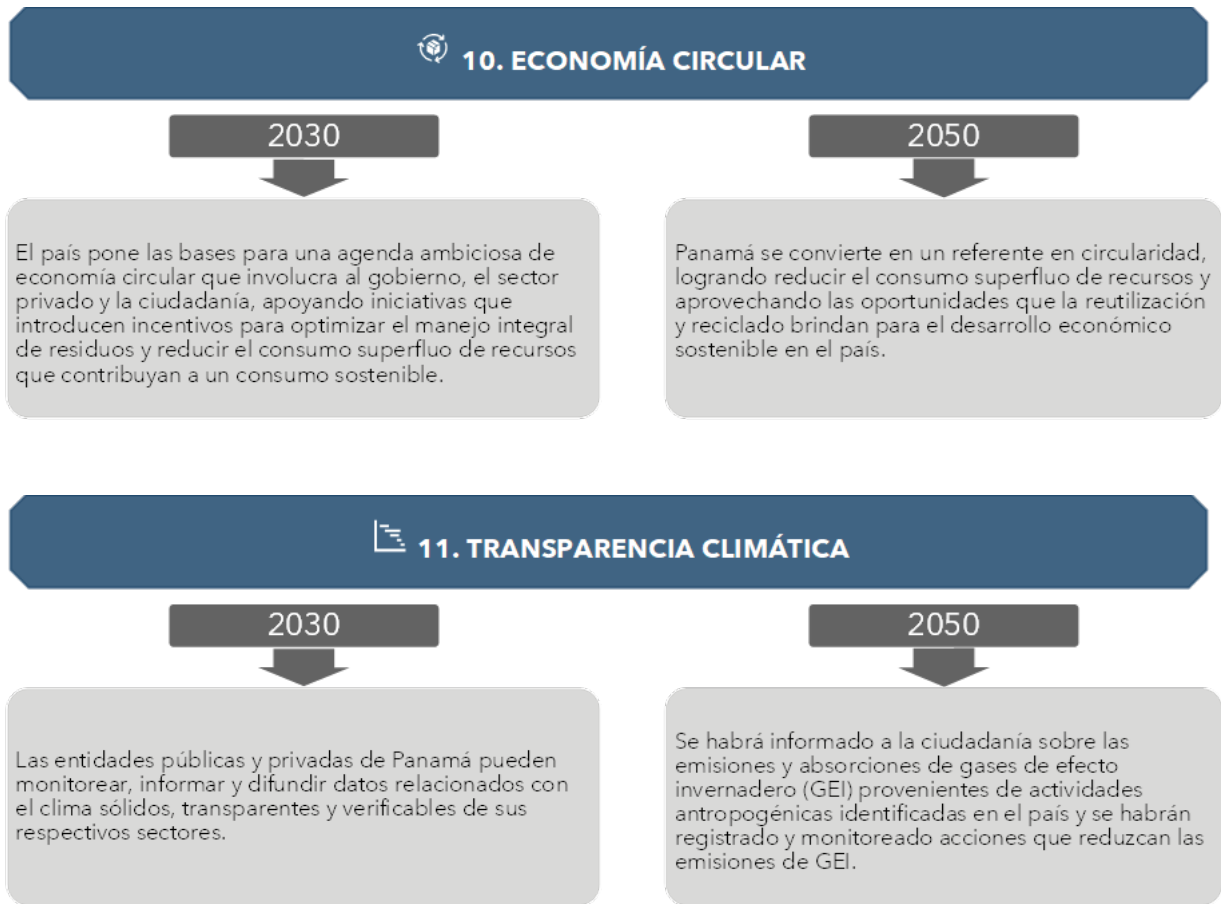 10. ECONOMÍA CIRCULAR
2030
El país pone las bases para una agenda ambiciosa de
economía circular que involucra al gobierno, el sector
privado y la ciudadanía, apoyando iniciativas que
introducen incentivos para optimizar el manejo integral
de residuos y reducir el consumo superfluo de recursos
que contribuyan a un consumo sostenible.
2050
Panamá se convierte en un referente en circularidad,
logrando reducir el consumo superfluo de recursos y
aprovechando las oportunidades que la reutilización
y reciclado brindan para el desarrollo económico
sostenible en el país.
11. TRANSPARENCIA CLIMÁTICA
2030
Las entidades públicas y privadas de Panamá pueden
monitorear, informar y difundir datos relacionados con
el clima sólidos, transparentes y verificables de sus
respectivos sectores.
2050
Se habrá informado a la ciudadanía sobre las
emisiones y absorciones de gases de efecto
invernadero (GEI) provenientes de actividades
antropogénicas identificadas en el país y se habrán
registrado y monitoreado acciones que reduzcan las
emisiones de GEI.